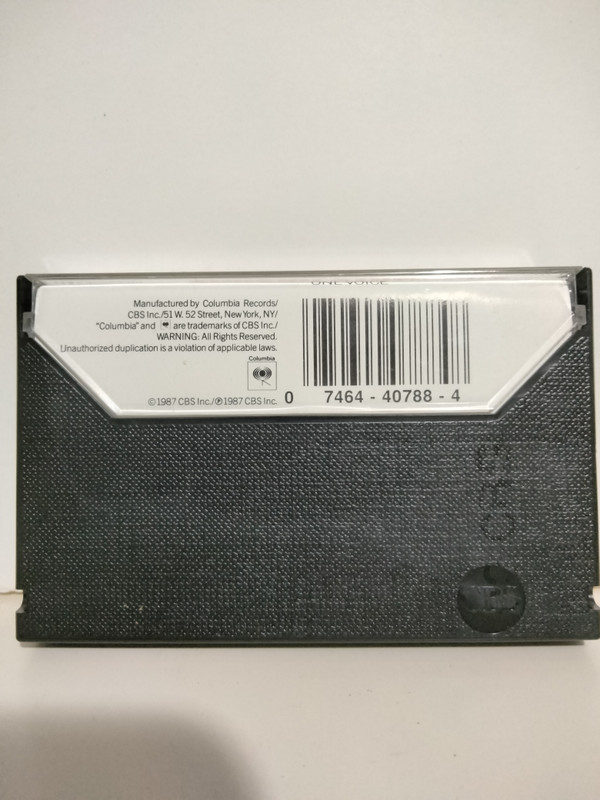 ONE VOICE
Manufactured by Columbia Records/
CBS Inc./51 W. 52 Street, New York, NY/
"Columbia" and are trademarks of CBS Inc./
WARNING: All Rights Reserved.
Unauthorized duplication is a violation of applicable laws.
Columbia
©1987 CBS Inc./℗1987 CBS Inc.
0 7464 - 40788 - 4